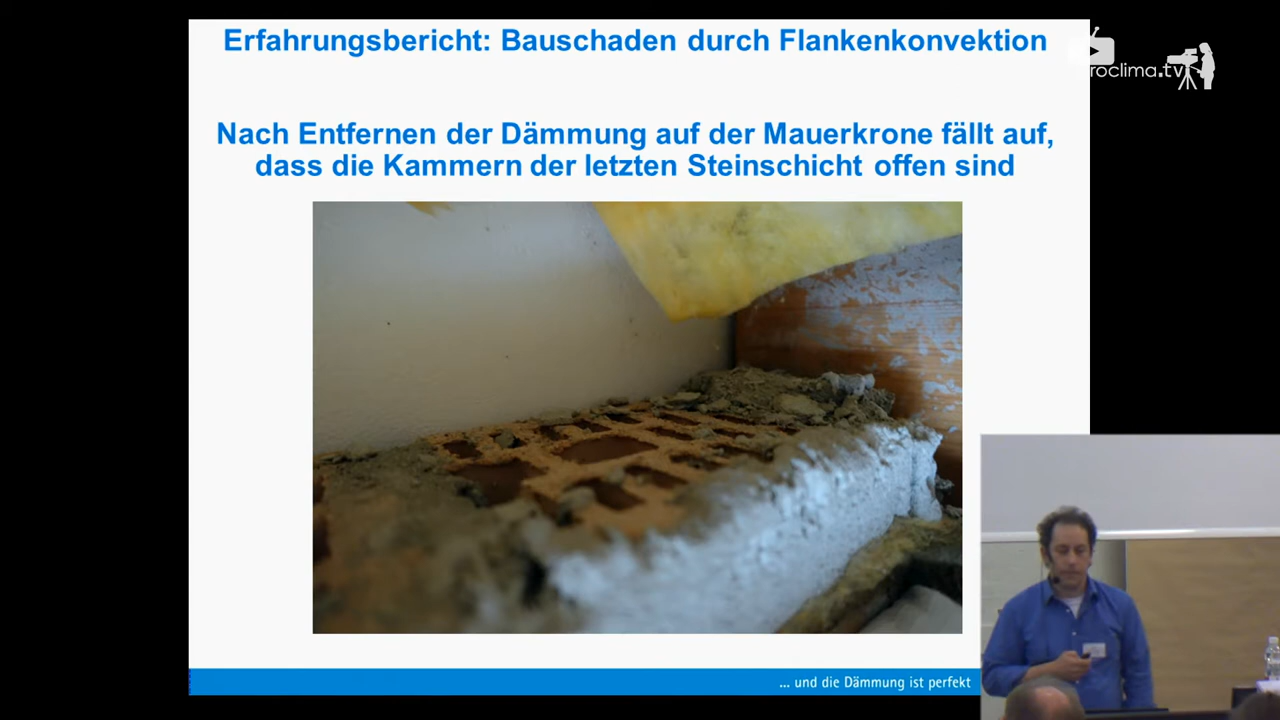 Erfahrungsbericht: Bauschaden durch Flankenkonvektion
roclima.tv
Nach Entfernen der Dämmung auf der Mauerkrone fällt auf,
dass die Kammern der letzten Steinschicht offen sind
... und die Dämmung ist perfekt